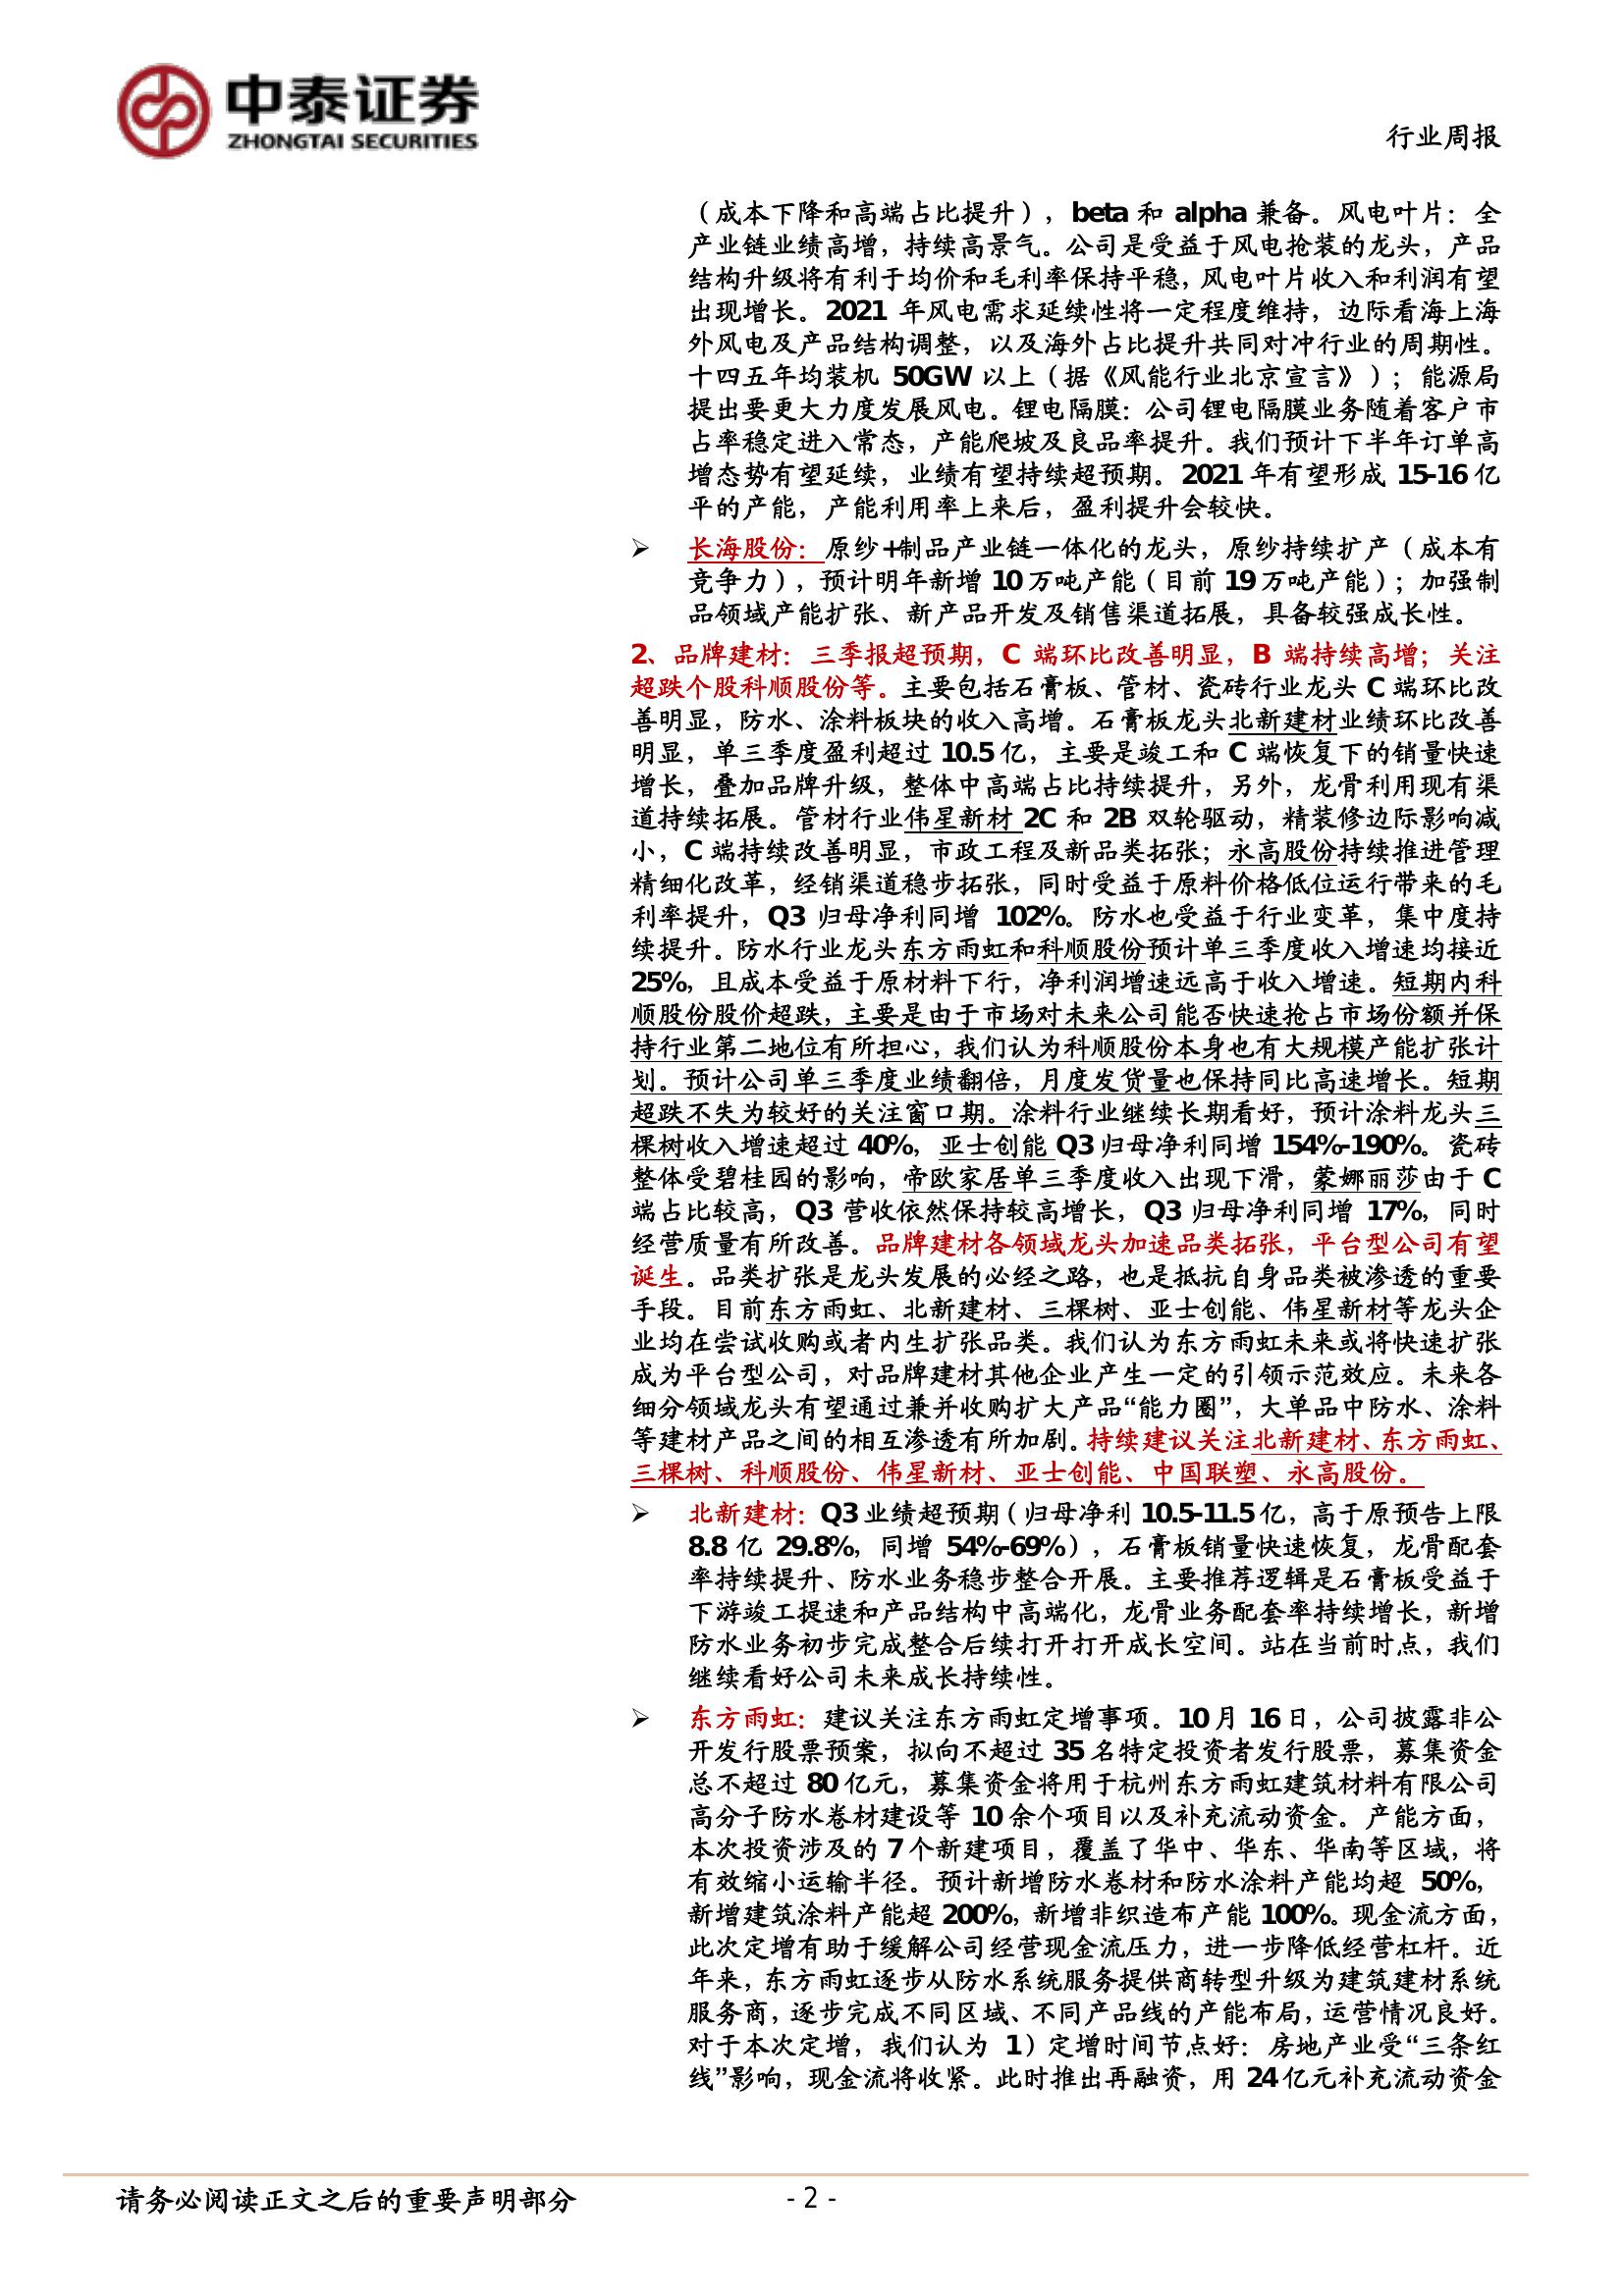 中泰证券
ZHONGTAI SECURITIES
行业周报
（成本下降和高端占比提升），beta 和 alpha 兼备。风电叶片：全
产业链业绩高增，持续高景气。公司是受益于风电抢装的龙头，产品
结构升级将有利于均价和毛利率保持平稳，风电叶片收入和利润有望
出现增长。2021 年风电需求延续性将一定程度维持，边际看海上海
外风电及产品结构调整，以及海外占比提升共同对冲行业的周期性。
十四五年均装机 50GW 以上（据《风能行业北京宣言》）；能源局
提出要更大力度发展风电。锂电隔膜：公司锂电隔膜业务随着客户市
占率稳定进入常态，产能爬坡及良品率提升。我们预计下半年订单高
增态势有望延续，业绩有望持续超预期。2021 年有望形成 15-16 亿
平的产能，产能利用率上来后，盈利提升会较快。
➢ 长海股份：原纱+制品产业链一体化的龙头，原纱持续扩产（成本有
竞争力），预计明年新增 10 万吨产能（目前 19 万吨产能）；加强制
品领域产能扩张、新产品开发及销售渠道拓展，具备较强成长性。
2、品牌建材：三季报超预期，C 端环比改善明显，B 端持续高增；关注
超跌个股科顺股份等。主要包括石膏板、管材、瓷砖行业龙头 C 端环比改
善明显，防水、涂料板块的收入高增。石膏板龙头北新建材业绩环比改善
明显，单三季度盈利超过 10.5 亿，主要是竣工和 C 端恢复下的销量快速
增长，叠加品牌升级，整体中高端占比持续提升，另外，龙骨利用现有渠
道持续拓展。管材行业伟星新材 2C 和 2B 双轮驱动，精装修边际影响减
小，C 端持续改善明显，市政工程及新品类拓张；永高股份持续推进管理
精细化改革，经销渠道稳步拓张，同时受益于原料价格低位运行带来的毛
利率提升，Q3 归母净利同增 102%。防水也受益于行业变革，集中度持
续提升。防水行业龙头东方雨虹和科顺股份预计单三季度收入增速均接近
25%，且成本受益于原材料下行，净利润增速远高于收入增速。短期内科
顺股份股价超跌，主要是由于市场对未来公司能否快速抢占市场份额并保
持行业第二地位有所担心，我们认为科顺股份本身也有大规模产能扩张计
划。预计公司单三季度业绩翻倍，月度发货量也保持同比高速增长。短期
超跌不失为较好的关注窗口期。涂料行业继续长期看好，预计涂料龙头三
棵树收入增速超过 40%，亚士创能 Q3 归母净利同增 154%-190%。瓷砖
整体受碧桂园的影响，帝欧家居单三季度收入出现下滑，蒙娜丽莎由于 C
端占比较高，Q3 营收依然保持较高增长，Q3 归母净利同增 17%，同时
经营质量有所改善。品牌建材各领域龙头加速品类拓张，平台型公司有望
诞生。品类扩张是龙头发展的必经之路，也是抵抗自身品类被渗透的重要
手段。目前东方雨虹、北新建材、三棵树、亚士创能、伟星新材等龙头企
业均在尝试收购或者内生扩张品类。我们认为东方雨虹未来或将快速扩张
成为平台型公司，对品牌建材其他企业产生一定的引领示范效应。未来各
细分领域龙头有望通过兼并收购扩大产品“能力圈”，大单品中防水、涂料
等建材产品之间的相互渗透有所加剧。持续建议关注北新建材、东方雨虹、
三棵树、科顺股份、伟星新材、亚士创能、中国联塑、永高股份。
➢ 北新建材：Q3 业绩超预期（归母净利 10.5-11.5 亿，高于原预告上限
8.8 亿 29.8%，同增 54%-69%），石膏板销量快速恢复，龙骨配套
率持续提升、防水业务稳步整合开展。主要推荐逻辑是石膏板受益于
下游竣工提速和产品结构中高端化，龙骨业务配套率持续增长，新增
防水业务初步完成整合后续打开打开成长空间。站在当前时点，我们
继续看好公司未来成长持续性。
➢ 东方雨虹：建议关注东方雨虹定增事项。10 月 16 日，公司披露非公
开发行股票预案，拟向不超过 35 名特定投资者发行股票，募集资金
总不超过 80 亿元，募集资金将用于杭州东方雨虹建筑材料有限公司
高分子防水卷材建设等 10 余个项目以及补充流动资金。产能方面，
本次投资涉及的 7 个新建项目，覆盖了华中、华东、华南等区域，将
有效缩小运输半径。预计新增防水卷材和防水涂料产能均超 50%，
新增建筑涂料产能超 200%，新增非织造布产能 100%。现金流方面，
此次定增有助于缓解公司经营现金流压力，进一步降低经营杠杆。近
年来，东方雨虹逐步从防水系统服务提供商转型升级为建筑建材系统
服务商，逐步完成不同区域、不同产品线的产能布局，运营情况良好。
对于本次定增，我们认为 1）定增时间节点好：房地产业受“三条红
线”影响，现金流将收紧。此时推出再融资，用 24 亿元补充流动资金
请务必阅读正文之后的重要声明部分
- 2 -